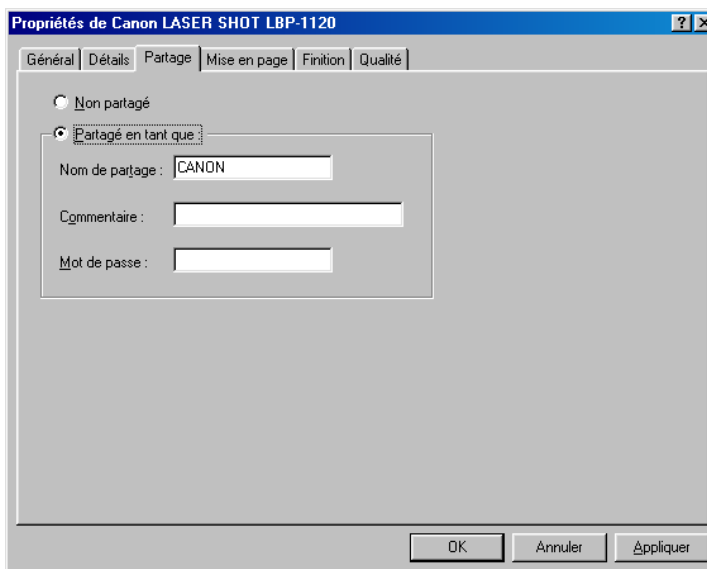 Propriétés de Canon LASER SHOT LBP-1120
Général Détails Partage Mise en page Finition Qualité
Non partagé
Partagé en tant que :
Nom de partage : CANON
Commentaire :
Mot de passe :
OK Annuler Appliquer